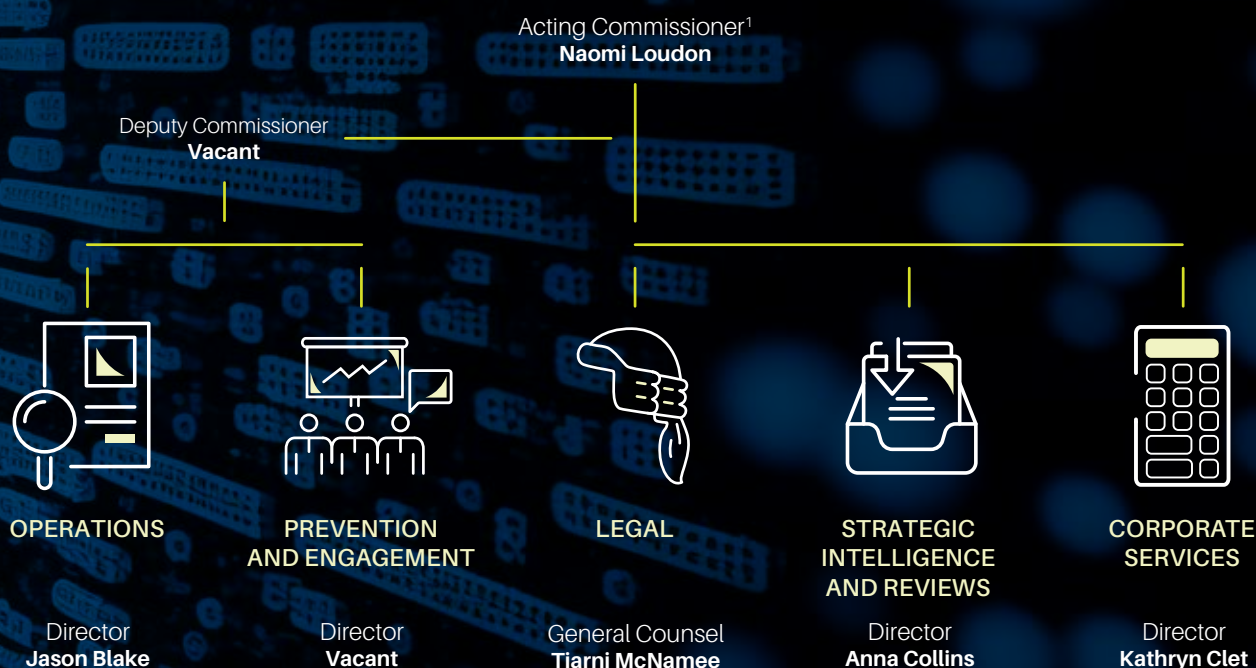 Acting Commissioner¹
Naomi Loudon
Deputy Commissioner
Vacant
OPERATIONS
Director
Jason Blake
PREVENTION
AND ENGAGEMENT
Director
Vacant
LEGAL
General Counsel
Tiarni McNamee
STRATEGIC
INTELLIGENCE
AND REVIEWS
Director
Anna Collins
CORPORATE
SERVICES
Director
Kathryn Clet